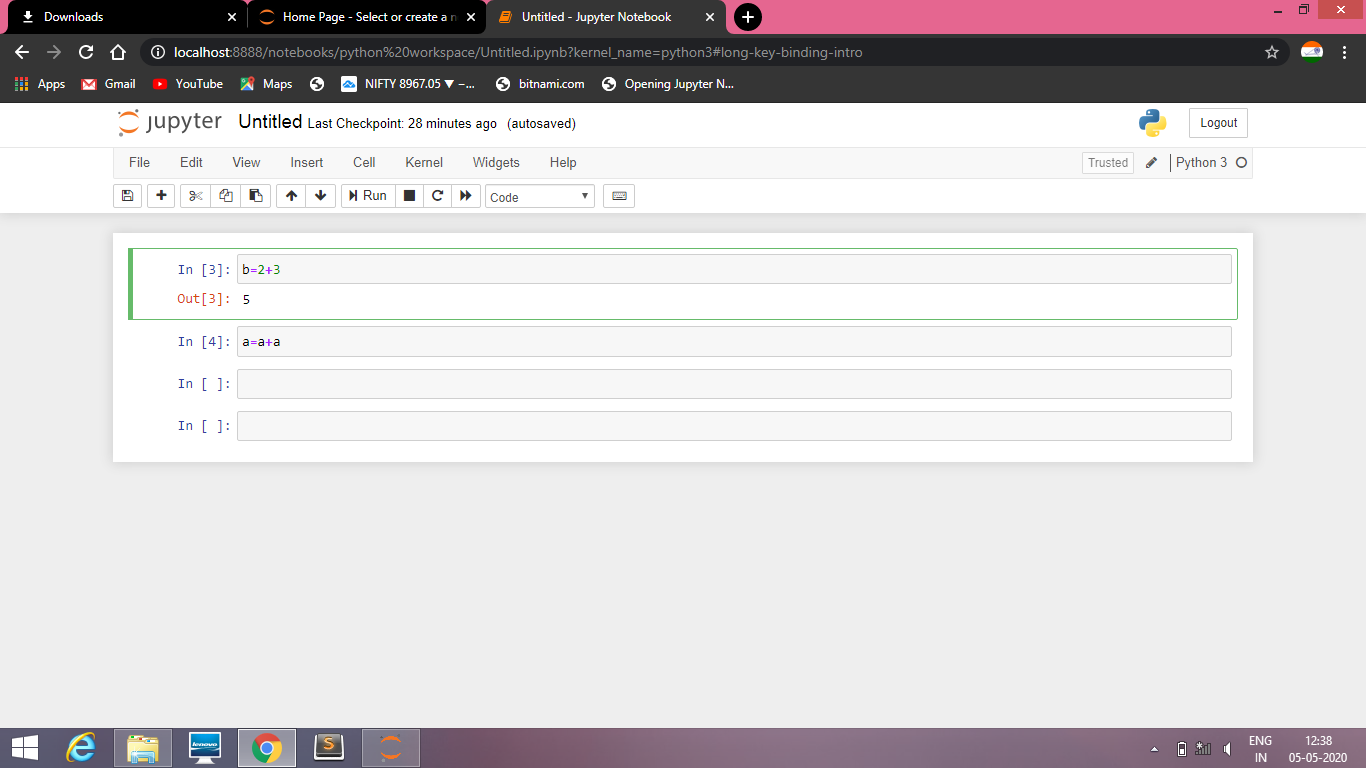 Downloads
Home Page - Select or create a n
Untitled - Jupyter Notebook
localhost:8888/notebooks/python%20workspace/Untitled.ipynb?kernel_name=python3#long-key-binding-intro
Apps Gmail YouTube Maps NIFTY 8967.05 ▼ –... bitnami.com Opening Jupyter N...
jupyter Untitled Last Checkpoint: 28 minutes ago (autosaved) Logout
File Edit View Insert Cell Kernel Widgets Help Trusted Python 3
Run Code
In [3]: b=2+3
Out[3]: 5
In [4]: a=a+a
In [ ]:
In [ ]:
lenovo
S
ENG 12:38
IN 05-05-2020